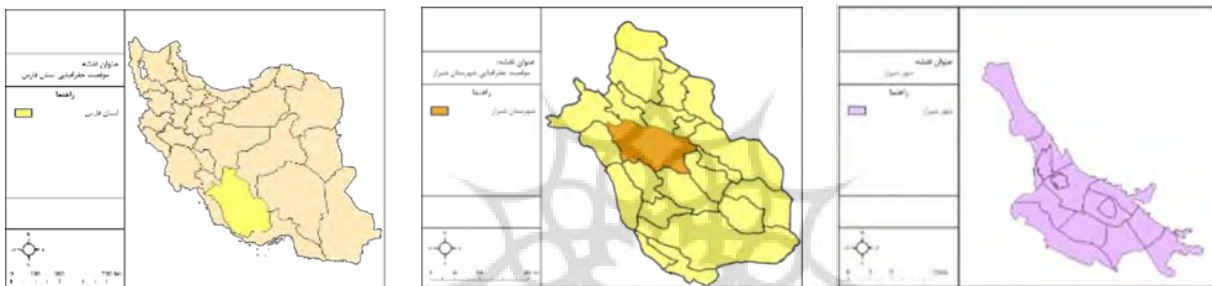 عنوان نقشه:
موقعیت جغرافیایی استان فارس
راهنما
استان فارس
عنوان نقشه:
موقعیت جغرافیایی شهرستان شیراز
راهنما
شهرستان شیراز
عنوان نقشه:
شهر شیراز
راهنما
شهر شیراز